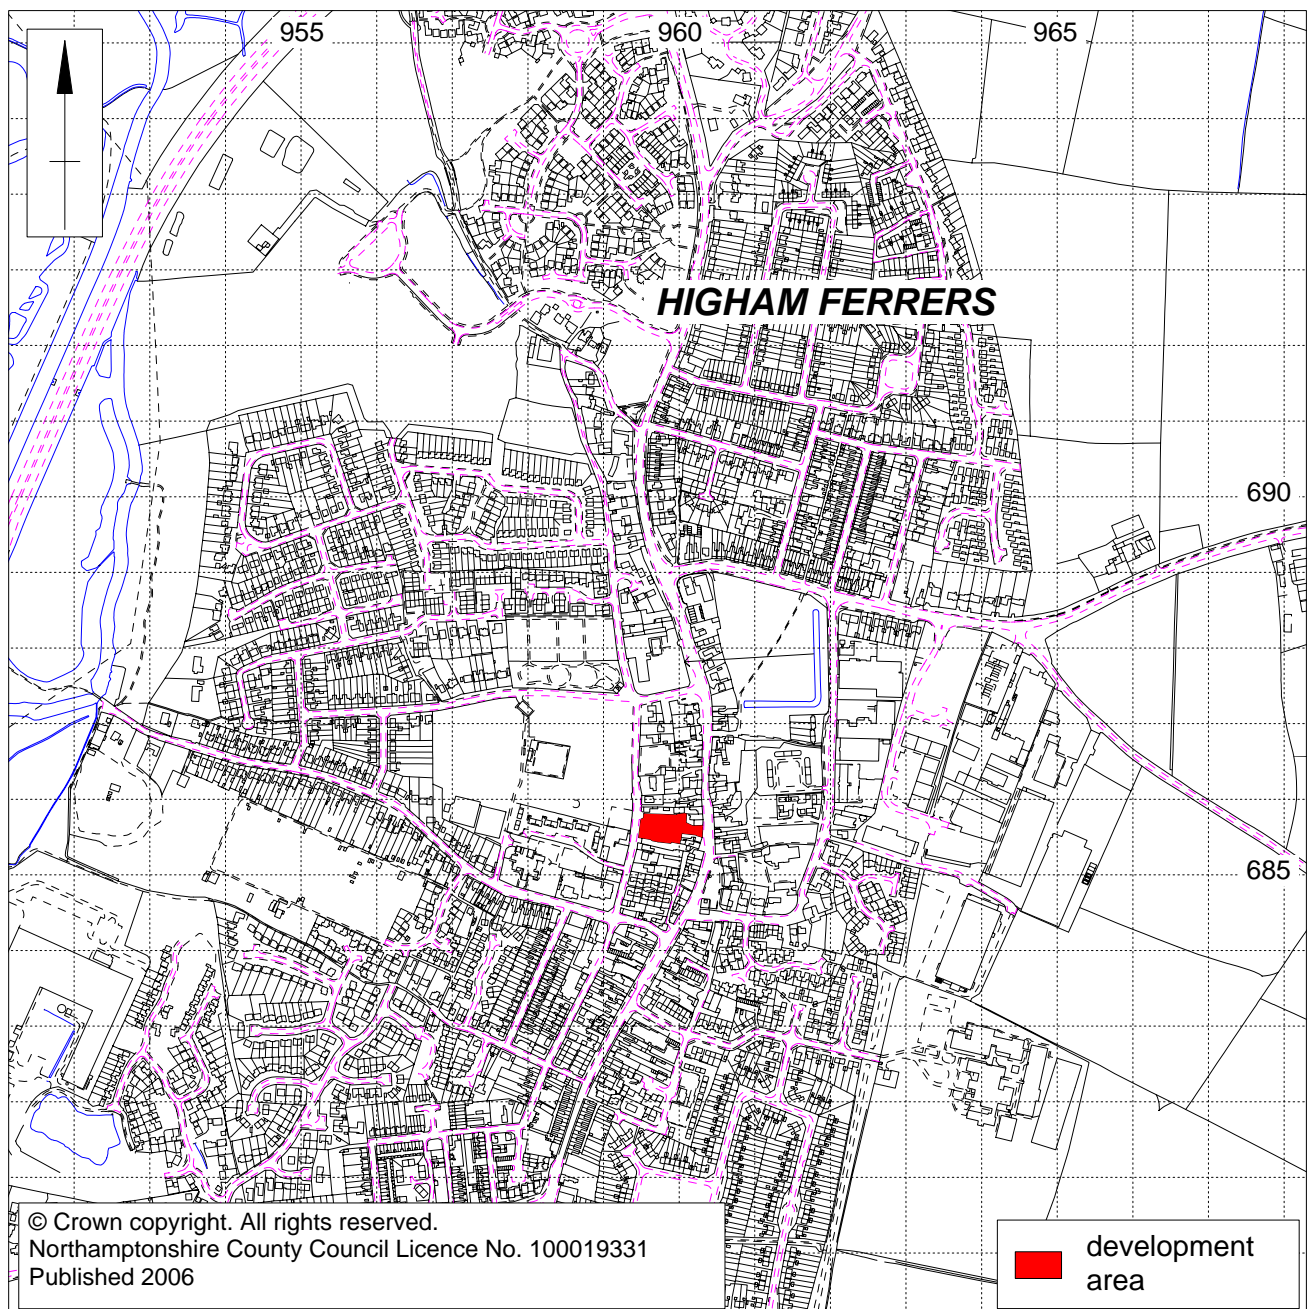 955
960
965
HIGHAM FERRERS
690
685
© Crown copyright. All rights reserved.
Northamptonshire County Council Licence No. 100019331
Published 2006
development
area